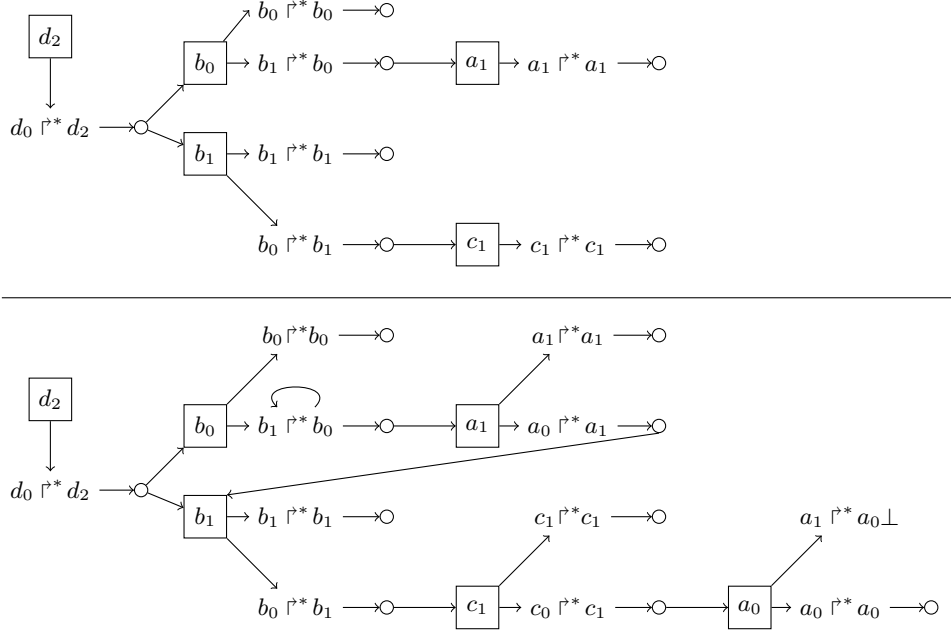 b₀ ↱* b₀
d₂
b₀ b₁ ↱* b₀ a₁ a₁ ↱* a₁
d₀ ↱* d₂
b₁ b₁ ↱* b₁
b₀ ↱* b₁ c₁ c₁ ↱* c₁
b₀ ↱* b₀ a₁ ↱* a₁
d₂
b₀ b₁ ↱* b₀ a₁ a₀ ↱* a₁
d₀ ↱* d₂
b₁ b₁ ↱* b₁ c₁ ↱* c₁ a₁ ↱* a₀⊥
b₀ ↱* b₁ c₁ c₀ ↱* c₁ a₀ a₀ ↱* a₀